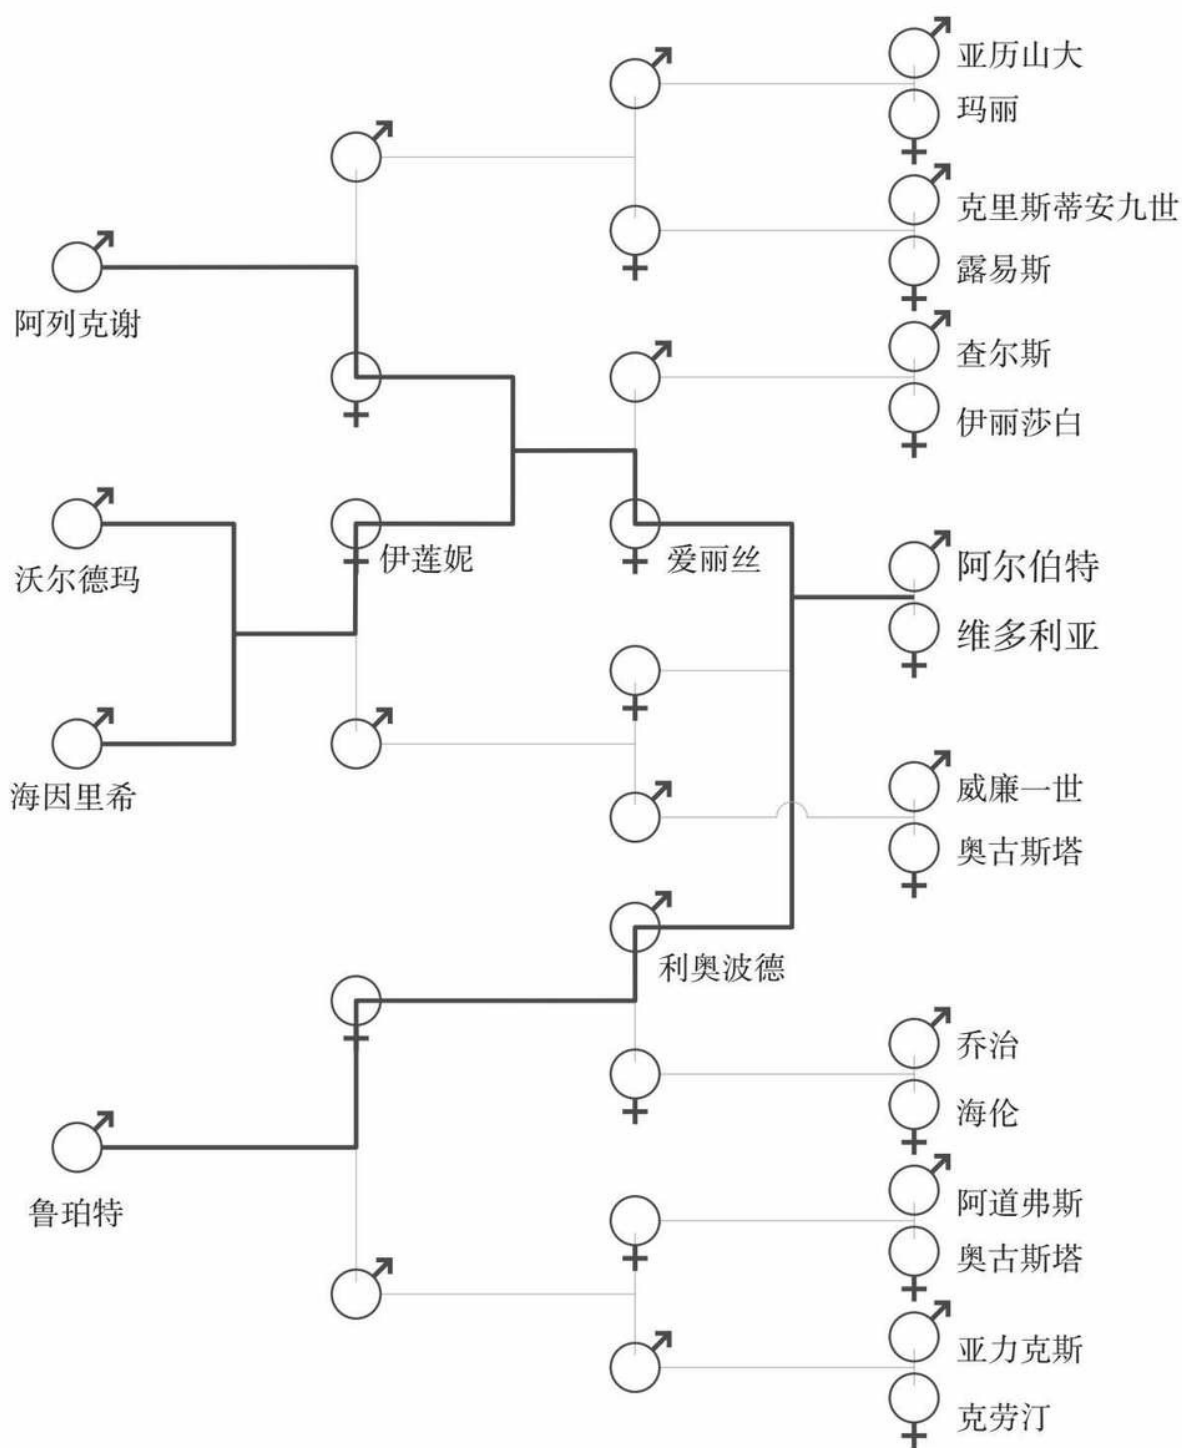 亚历山大
玛丽
克里斯蒂安九世
露易斯
阿列克谢
查尔斯
伊丽莎白
沃尔德玛
伊莲妮
爱丽丝
阿尔伯特
维多利亚
海因里希
威廉一世
奥古斯塔
利奥波德
乔治
海伦
鲁珀特
阿道弗斯
奥古斯塔
亚力克斯
克劳汀